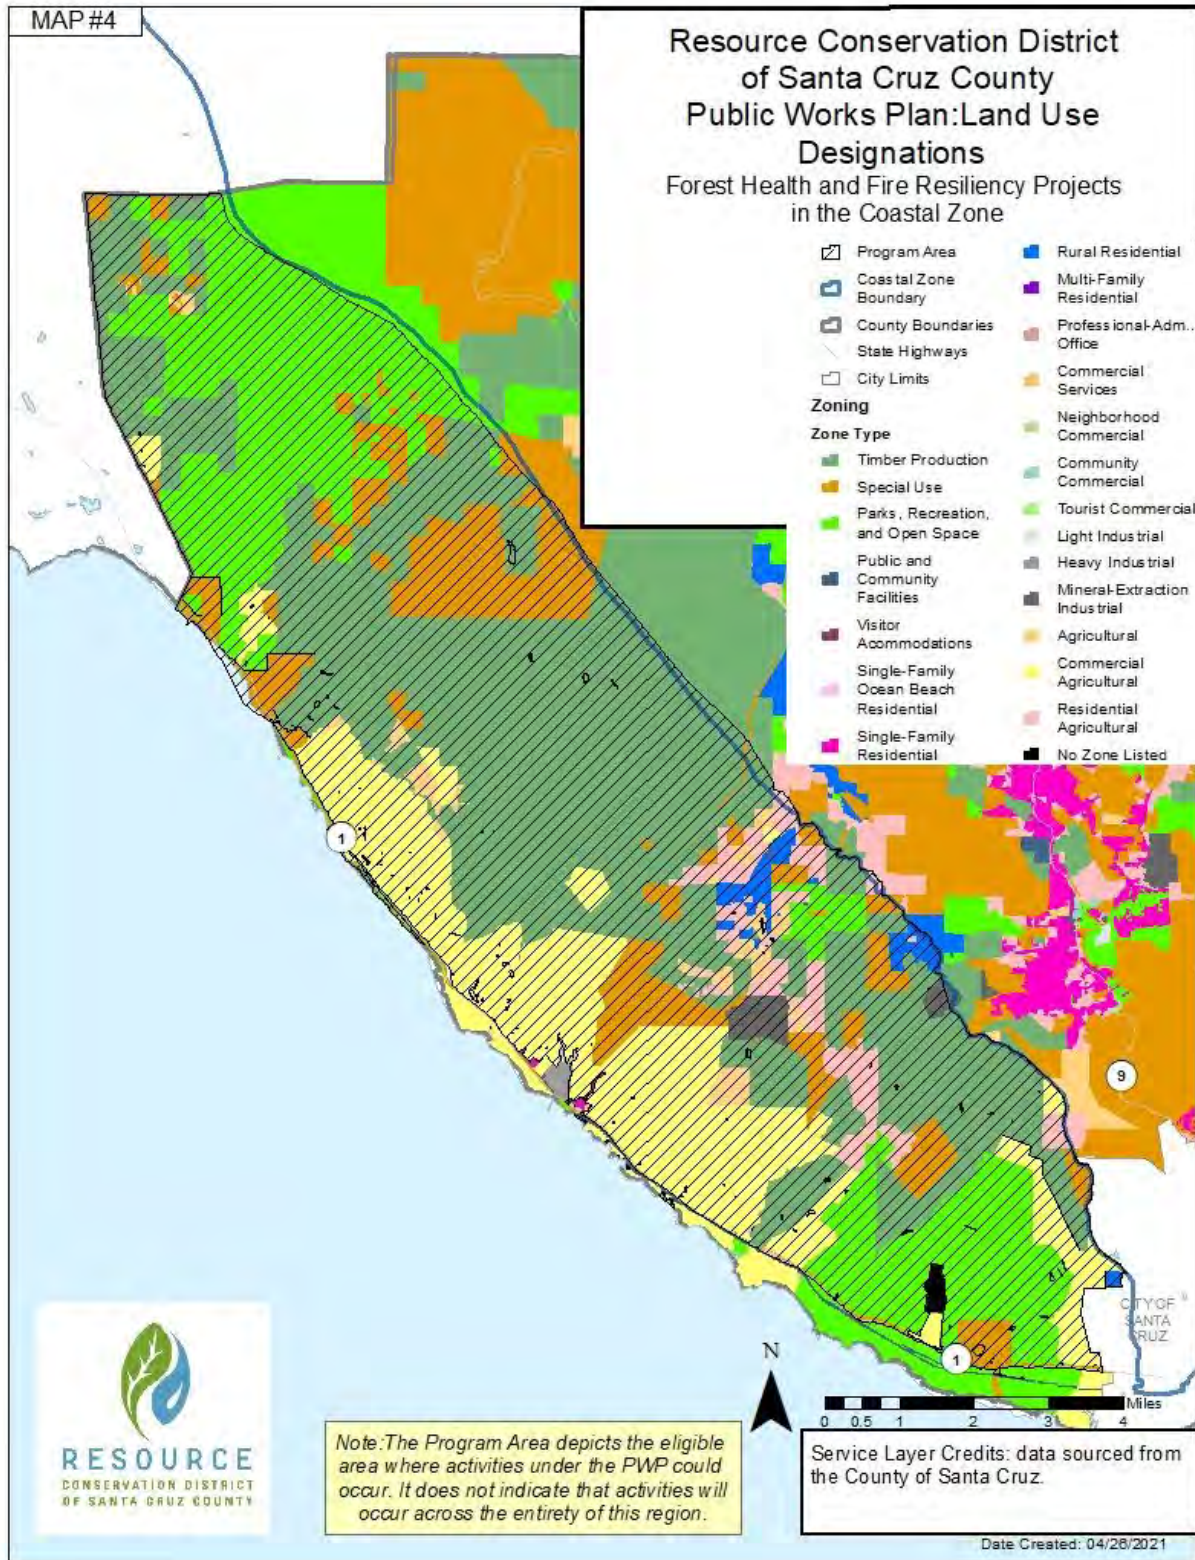 MAP #4
Resource Conservation District
of Santa Cruz County
Public Works Plan:Land Use
Designations
Forest Health and Fire Resiliency Projects
in the Coastal Zone
Program Area
Coastal Zone
Boundary
County Boundaries
State Highways
City Limits
Zoning
Zone Type
Timber Production
Special Use
Parks, Recreation,
and Open Space
Public and
Community
Facilities
Visitor
Acommodations
Single-Family
Ocean Beach
Residential
Single-Family
Residential
Rural Residential
Multi-Family
Residential
Professional-Adm...
Office
Commercial
Services
Neighborhood
Commercial
Community
Commercial
Tourist Commercial
Light Industrial
Heavy Industrial
Mineral-Extraction
Industrial
Agricultural
Commercial
Agricultural
Residential
Agricultural
No Zone Listed
1
9
CITY OF
SANTA
CRUZ
1
N
Miles
0 0.5 1 2 3 4
RESOURCE
CONSERVATION DISTRICT
OF SANTA CRUZ COUNTY
Note:The Program Area depicts the eligible
area where activities under the PWP could
occur. It does not indicate that activities will
occur across the entirety of this region.
Service Layer Credits: data sourced from
the County of Santa Cruz.
Date Created: 04/26/2021